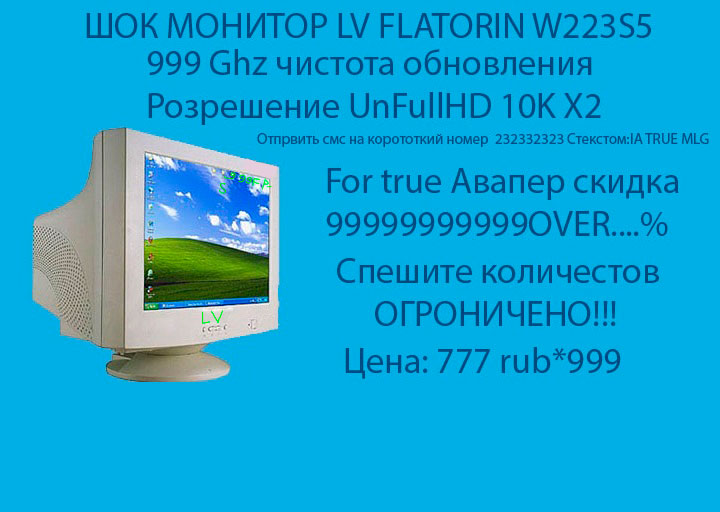 ШОК МОНИТОР LV FLATORIN W223S5
999 Ghz чистота обновления
Розрешение UnFullHD 10K X2
Отпрвить смс на корототкий номер 232332323 Стекстом:IA TRUE MLG
For true Авапер скидка
99999999999OVER....%
Спешите количестов
ОГРОНИЧЕНО!!!
LV
Цена: 777 rub*999